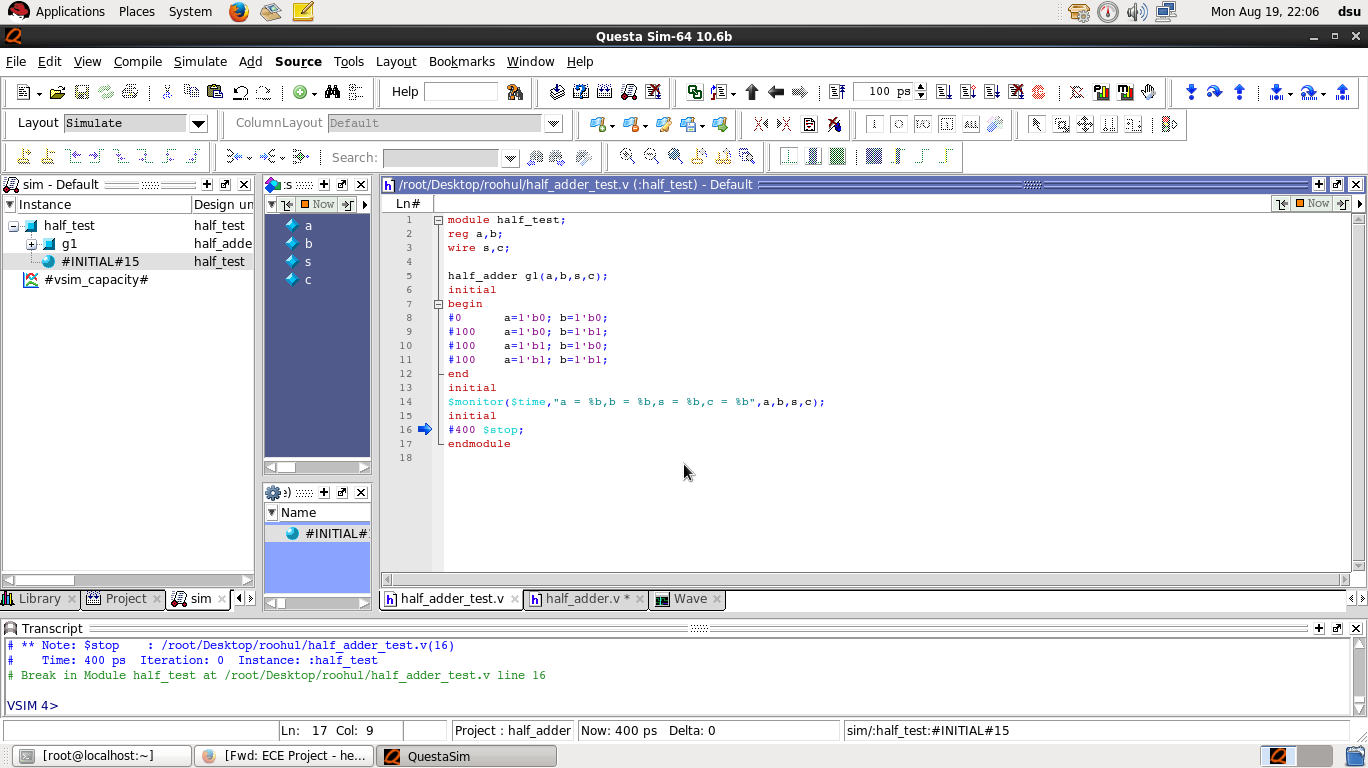 Applications Places System Mon Aug 19, 22:06 dsu
Questa Sim-64 10.6b
File Edit View Compile Simulate Add Source Tools Layout Bookmarks Window Help
Help 100 ps
Layout Simulate ColumnLayout Default
Search:
sim - Default
Instance Design un
half_test half_test
g1 half_adde
#INITIAL#15 half_test
#vsim_capacity#
:s
Now
a
b
s
c
Name
#INITIAL#
/root/Desktop/roohul/half_adder_test.v (:half_test) - Default
Ln# Now
1 module half_test;
2 reg a,b;
3 wire s,c;
4
5 half_adder g1(a,b,s,c);
6 initial
7 begin
8 #0 a=1'b0; b=1'b0;
9 #100 a=1'b0; b=1'b1;
10 #100 a=1'b1; b=1'b0;
11 #100 a=1'b1; b=1'b1;
12 end
13 initial
14 $monitor($time,"a = %b,b = %b,s = %b,c = %b",a,b,s,c);
15 initial
16 #400 $stop;
17 endmodule
18
Library Project sim
half_adder_test.v half_adder.v * Wave
Transcript
# ** Note: $stop : /root/Desktop/roohul/half_adder_test.v(16)
# Time: 400 ps Iteration: 0 Instance: :half_test
# Break in Module half_test at /root/Desktop/roohul/half_adder_test.v line 16
VSIM 4>
Ln: 17 Col: 9 Project : half_adder Now: 400 ps Delta: 0 sim/:half_test:#INITIAL#15
[root@localhost:~] [Fwd: ECE Project - he... QuestaSim